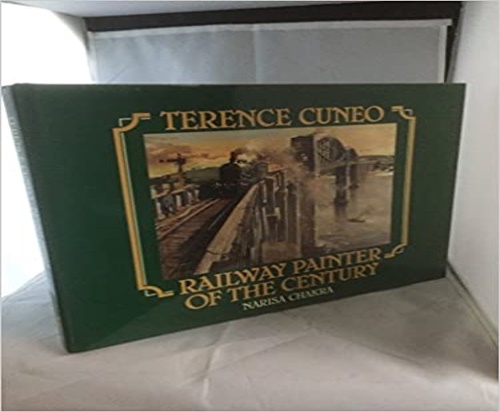 TERENCE CUNEO
RAILWAY PAINTER
OF THE CENTURY
NARISA CHAKRA